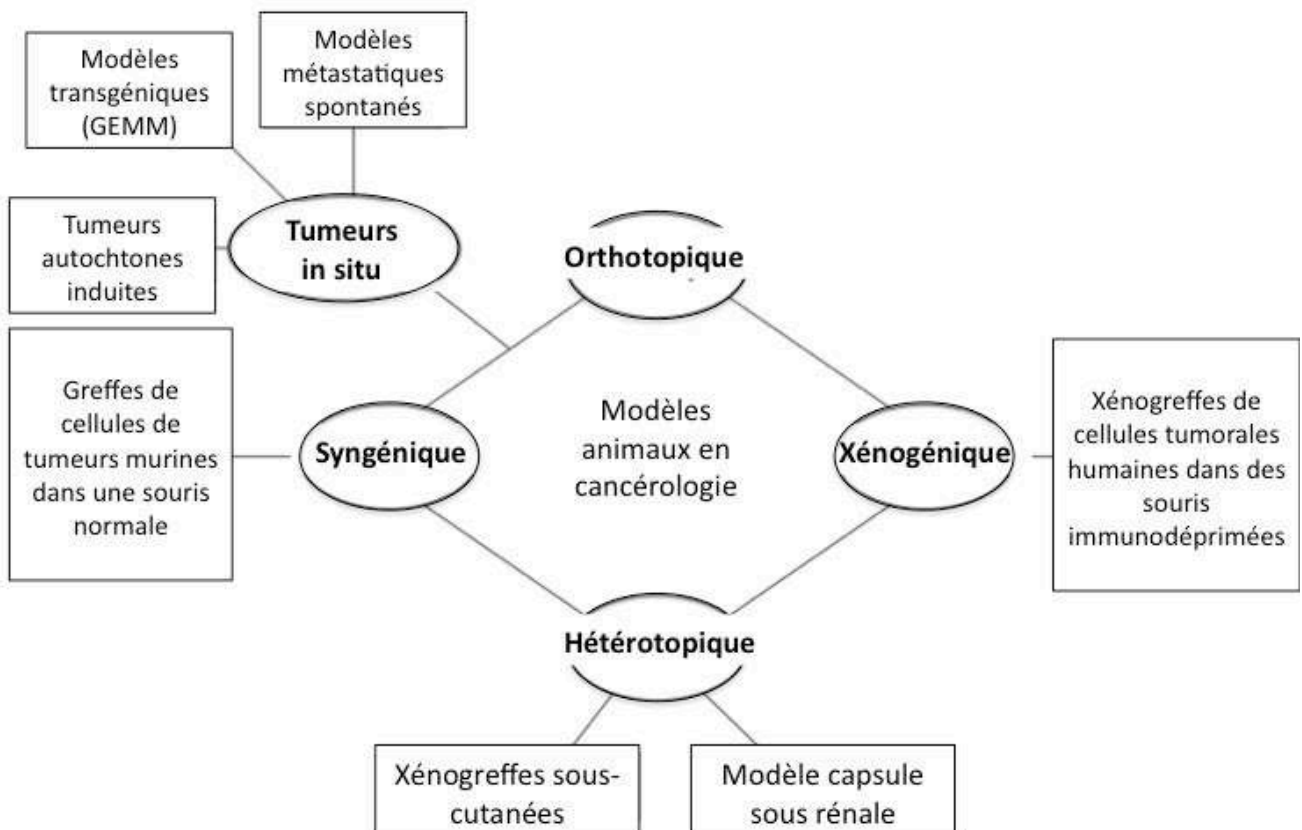 Modèles
transgéniques
(GEMM)
Modèles
métastatiques
spontanés
Tumeurs
autochtones
induites
Tumeurs
in situ
Orthotopique
Greffes de
cellules de
tumeurs murines
dans une souris
normale
Syngénique
Modèles
animaux en
cancérologie
Xénogénique
Xénogreffes de
cellules tumorales
humaines dans des
souris
immunodéprimées
Hétérotopique
Xénogreffes sous-
cutanées
Modèle capsule
sous rénale